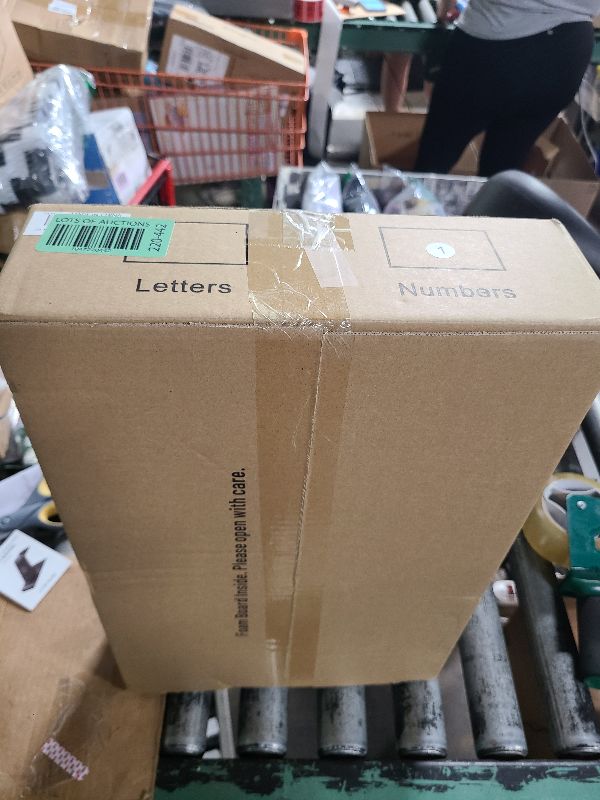 LOTS OF AUCTIONS
220-442
1
Letters
Numbers
Foam Board Inside. Please open with care.